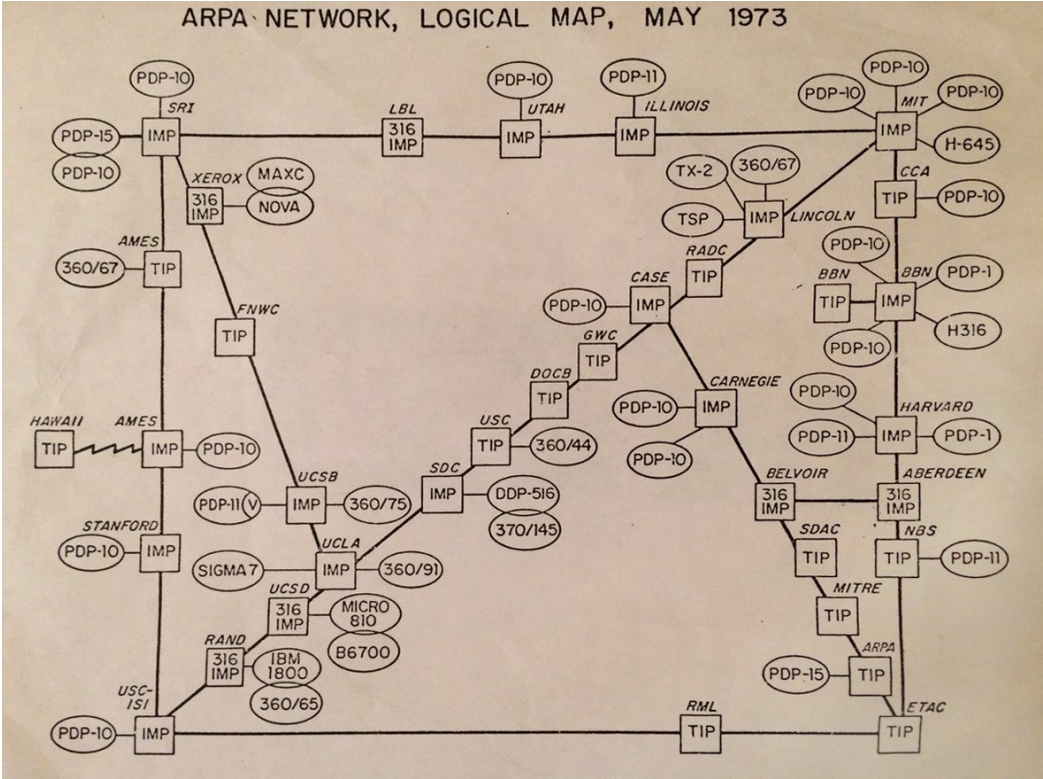 ARPA NETWORK, LOGICAL MAP, MAY 1973
PDP-10
SRI
PDP-15
IMP
PDP-10
LBL
316
IMP
PDP-10
UTAH
IMP
PDP-11
ILLINOIS
IMP
PDP-10
PDP-10
PDP-10
MIT
IMP
H-645
XEROX
316
IMP
MAXC
NOVA
TX-2
360/67
TSP
IMP
LINCOLN
CCA
TIP
PDP-10
AMES
360/67
TIP
RADC
TIP
PDP-10
BBN
TIP
BBN
IMP
PDP-1
H316
PDP-10
FNWC
TIP
CASE
PDP-10
IMP
GWC
TIP
DOCB
TIP
CARNEGIE
PDP-10
IMP
PDP-10
PDP-10
HARVARD
PDP-11
IMP
PDP-1
HAWAII
TIP
AMES
IMP
PDP-10
USC
TIP
360/44
SDC
IMP
DDP-516
370/145
UCSB
PDP-11 V
IMP
360/75
BELVOIR
316
IMP
ABERDEEN
316
IMP
STANFORD
PDP-10
IMP
UCLA
SIGMA7
IMP
360/91
SDAC
TIP
NBS
TIP
PDP-11
UCSD
316
IMP
MICRO
810
B6700
MITRE
TIP
RAND
316
IMP
IBM
1800
360/65
ARPA
PDP-15
TIP
USC-
ISI
PDP-10
IMP
RML
TIP
ETAC
TIP